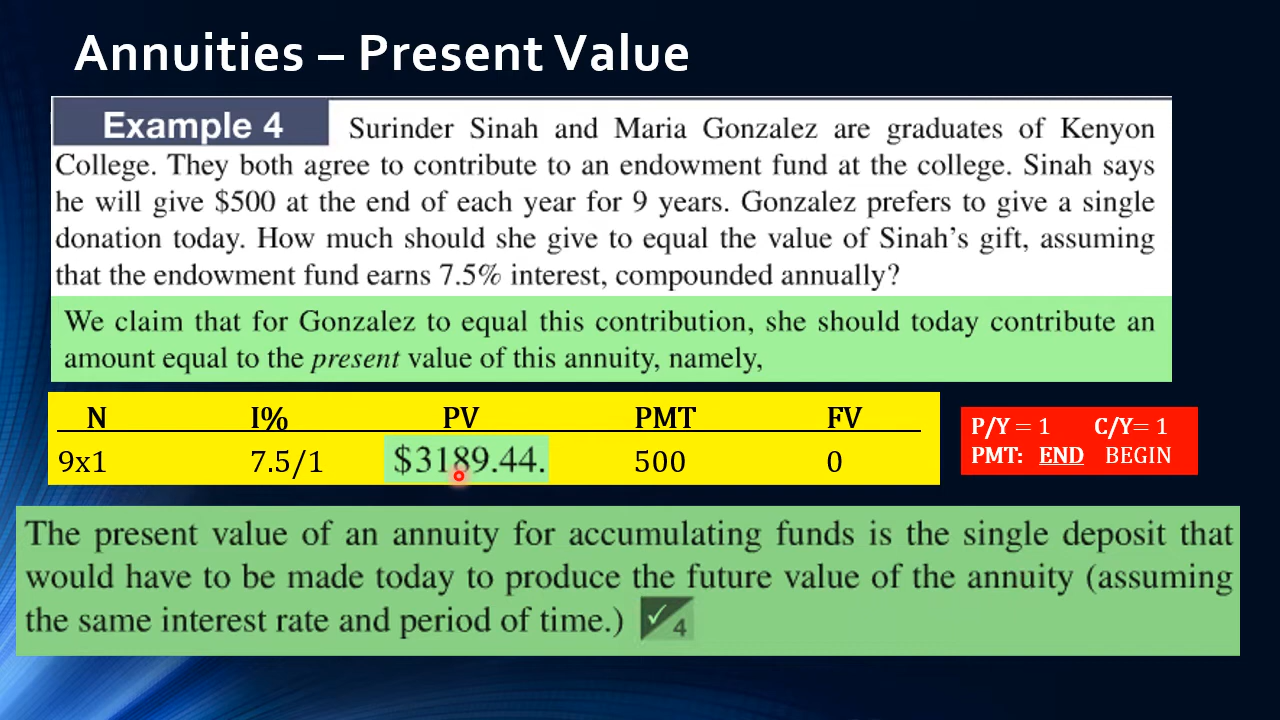 Annuities – Present Value
Example 4 Surinder Sinah and Maria Gonzalez are graduates of Kenyon
College. They both agree to contribute to an endowment fund at the college. Sinah says
he will give $500 at the end of each year for 9 years. Gonzalez prefers to give a single
donation today. How much should she give to equal the value of Sinah's gift, assuming
that the endowment fund earns 7.5% interest, compounded annually?
We claim that for Gonzalez to equal this contribution, she should today contribute an
amount equal to the present value of this annuity, namely,
N I% PV PMT FV
9x1 7.5/1 $3189.44. 500 0
P/Y = 1 C/Y= 1
PMT: END BEGIN
The present value of an annuity for accumulating funds is the single deposit that
would have to be made today to produce the future value of the annuity (assuming
the same interest rate and period of time.) ✓4